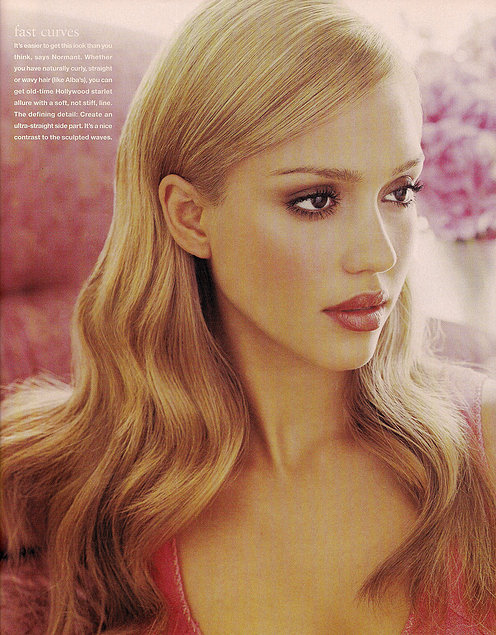 fast curves
It's easier to get this look than you
think, says Normant. Whether
you have naturally curly, straight
or wavy hair (like Alba's), you can
get old-time Hollywood starlet
allure with a soft, not stiff, line.
The defining detail: Create an
ultra-straight side part. It's a nice
contrast to the sculpted waves.